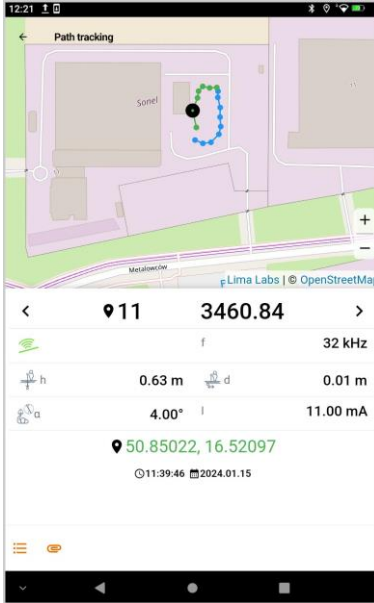 12:21
Path tracking
Sonel
Metalowców
Lima Labs | © OpenStreetMap
+
−
11 3460.84
f 32 kHz
h 0.63 m d 0.01 m
a 4.00° I 11.00 mA
50.85022, 16.52097
11:39:46 2024.01.15